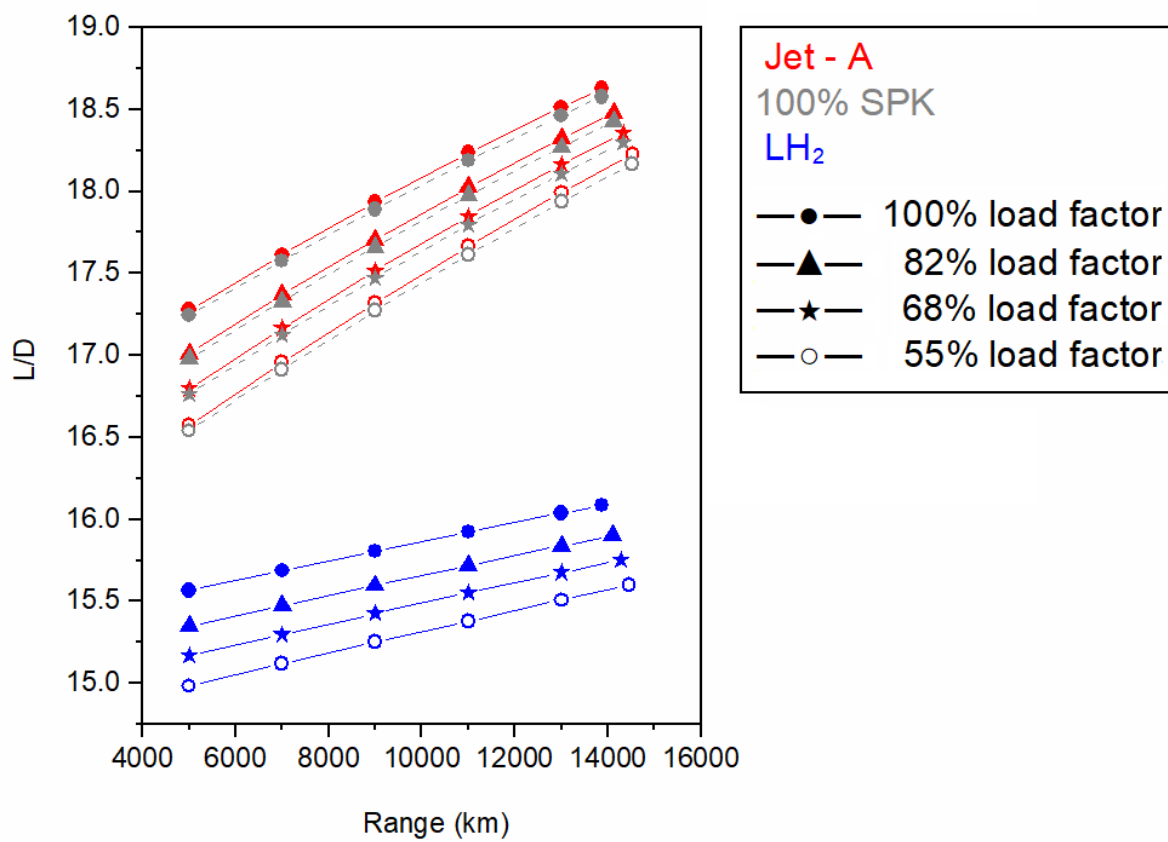 19.0
18.5
18.0
17.5
17.0
16.5
16.0
15.5
15.0
L/D
4000 6000 8000 10000 12000 14000 16000
Range (km)
Jet - A
100% SPK
LH₂
100% load factor
82% load factor
68% load factor
55% load factor